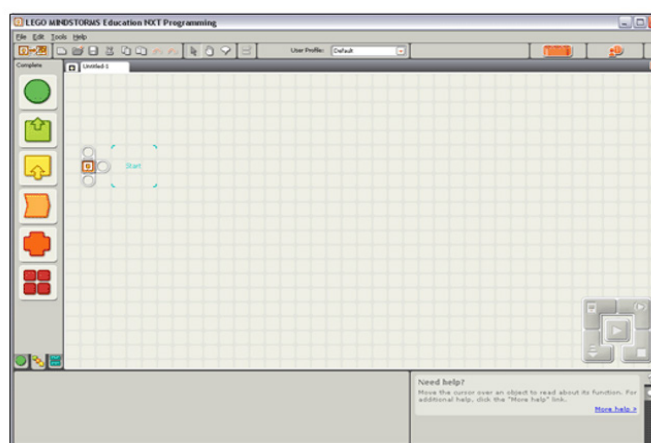 LEGO MINDSTORMS Education NXT Programming
File Edit Tools Help
User Profile: Default
Complete
Untitled-1
Start
Need help?
Move the cursor over an object to read about its function. For
additional help, click the "More help" link.
More help »